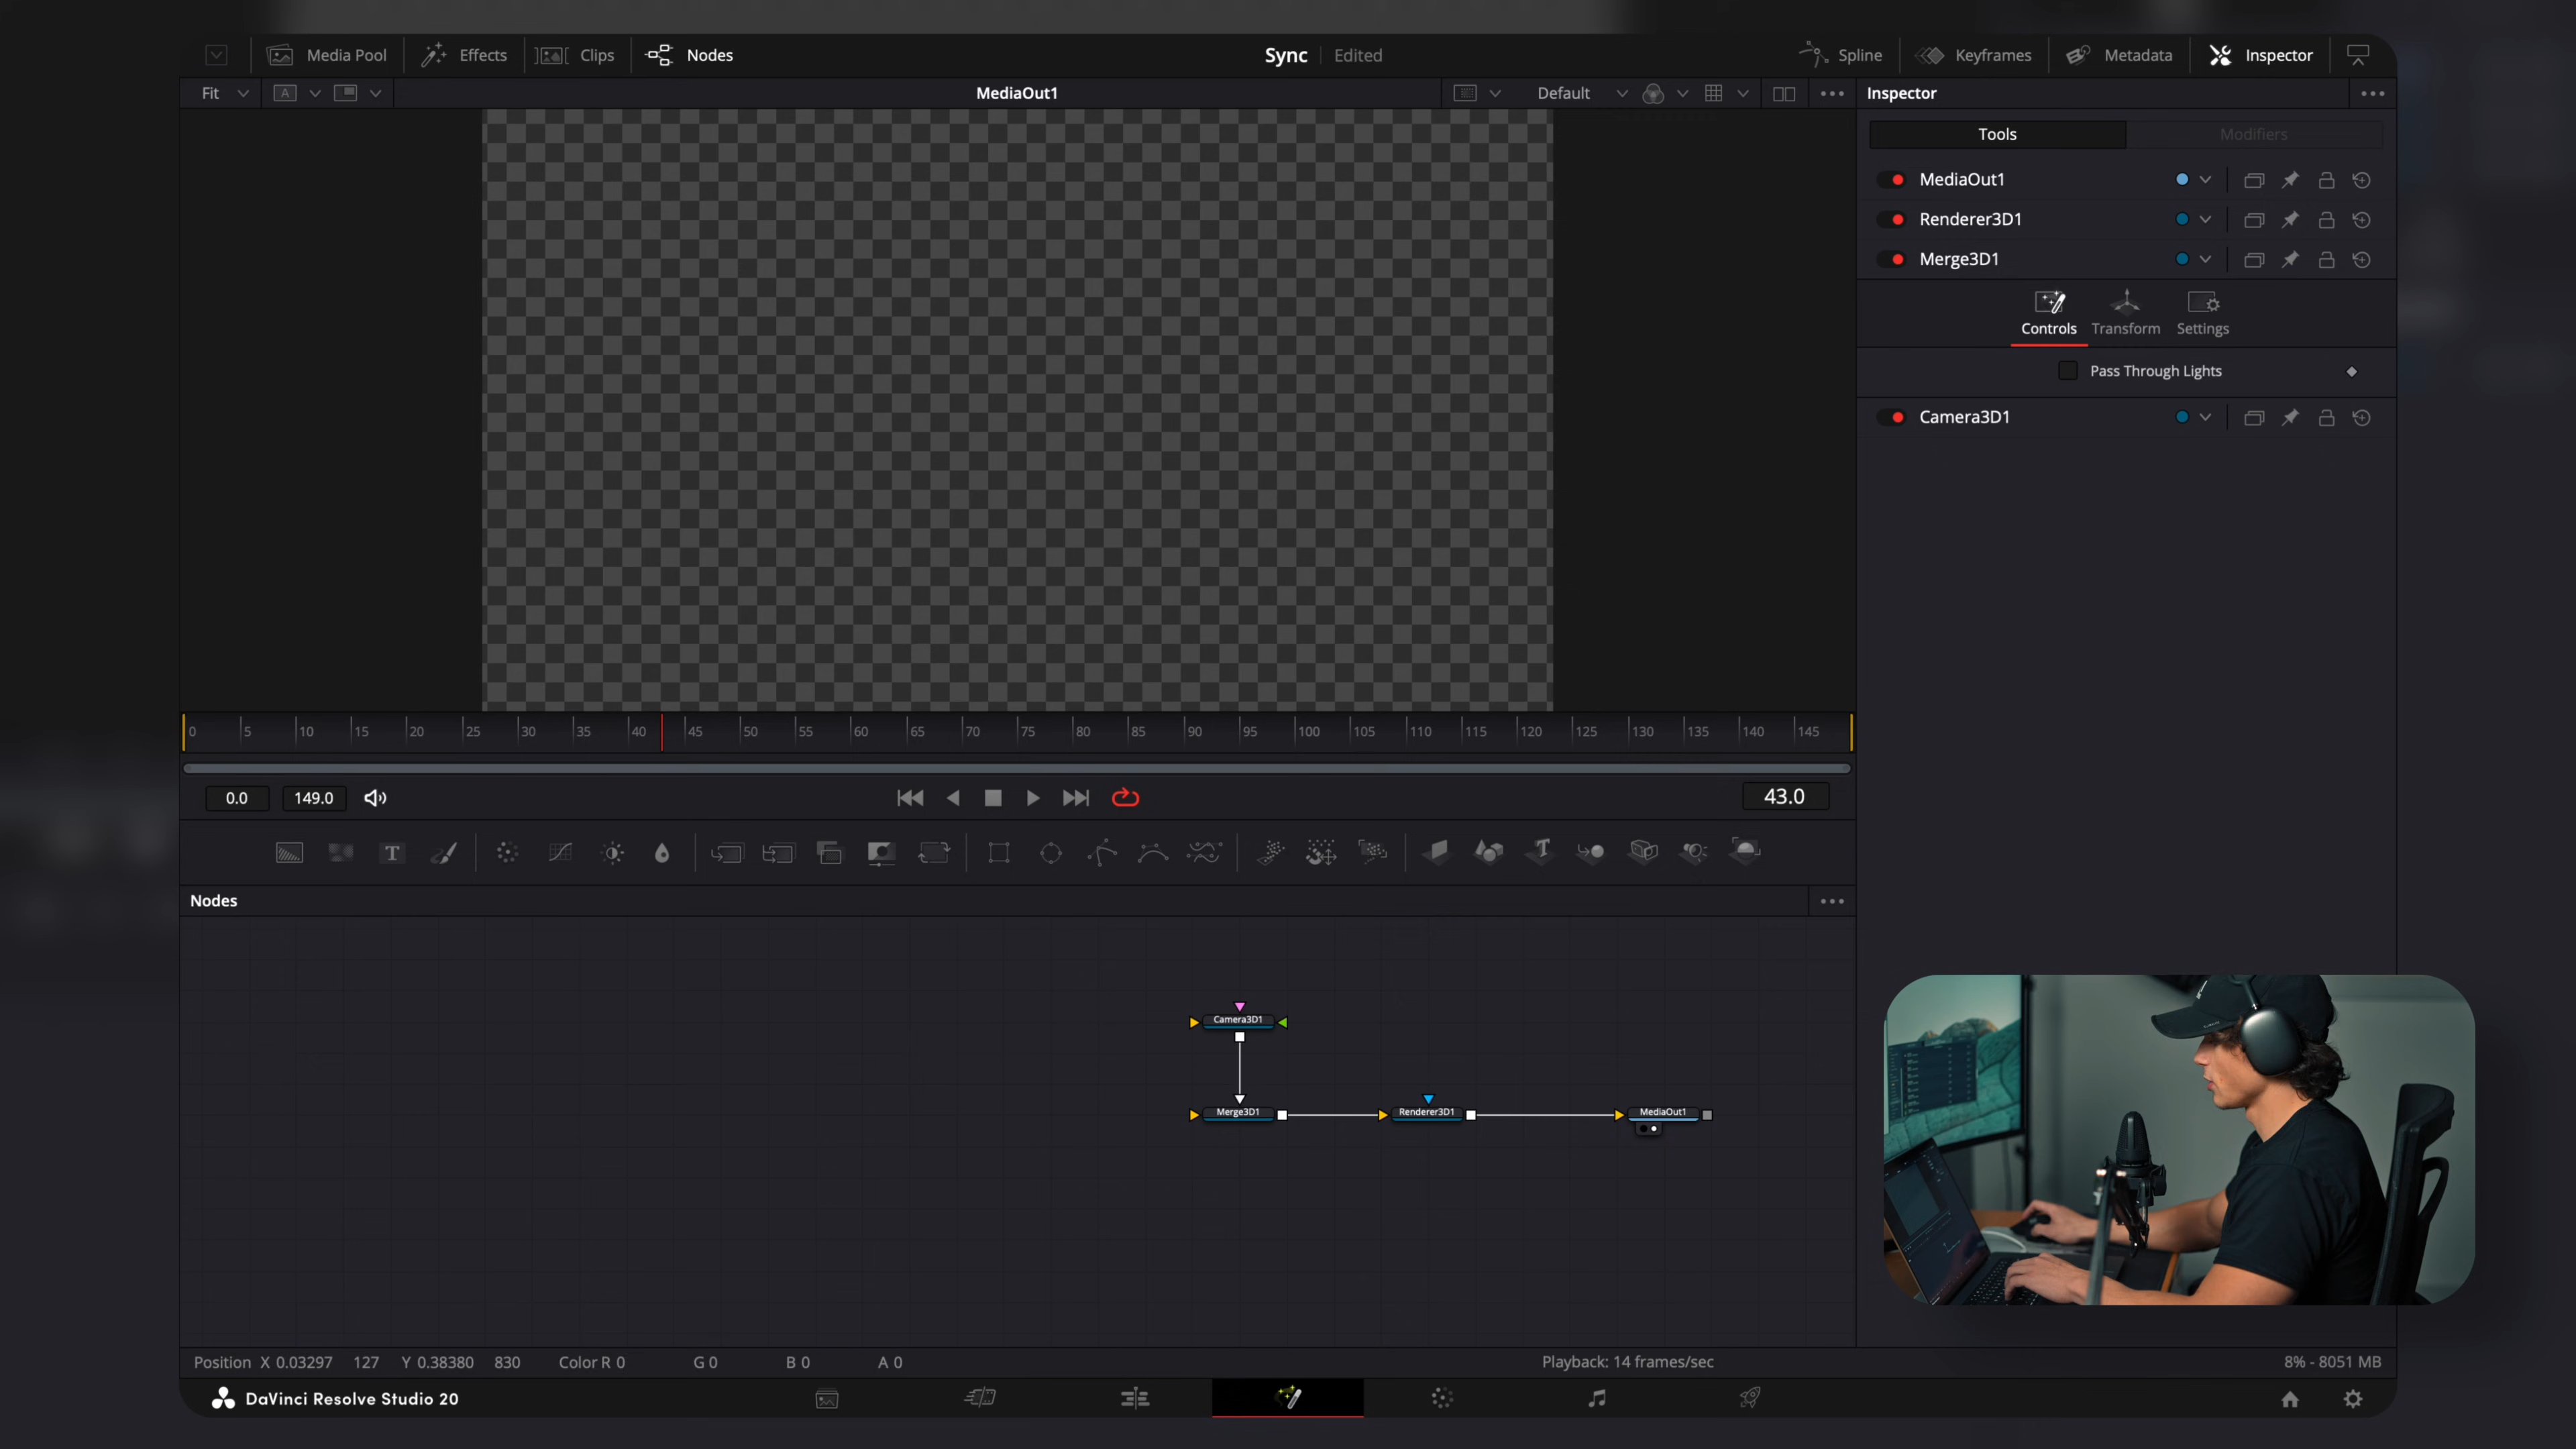 Media Pool
Effects
Clips
Nodes
Sync
Edited
Spline
Keyframes
Metadata
Inspector
Fit
A
MediaOut1
Default
Inspector
Tools
Modifiers
MediaOut1
Renderer3D1
Merge3D1
Controls
Transform
Settings
Pass Through Lights
Camera3D1
0 5 10 15 20 25 30 35 40 45 50 55 60 65 70 75 80 85 90 95 100 105 110 115 120 125 130 135 140 145
0.0
149.0
43.0
T
T
Nodes
Camera3D1
Merge3D1
Renderer3D1
MediaOut1
Position X 0.03297 127 Y 0.38380 830 Color R 0 G 0 B 0 A 0
Playback: 14 frames/sec
8% - 8051 MB
DaVinci Resolve Studio 20